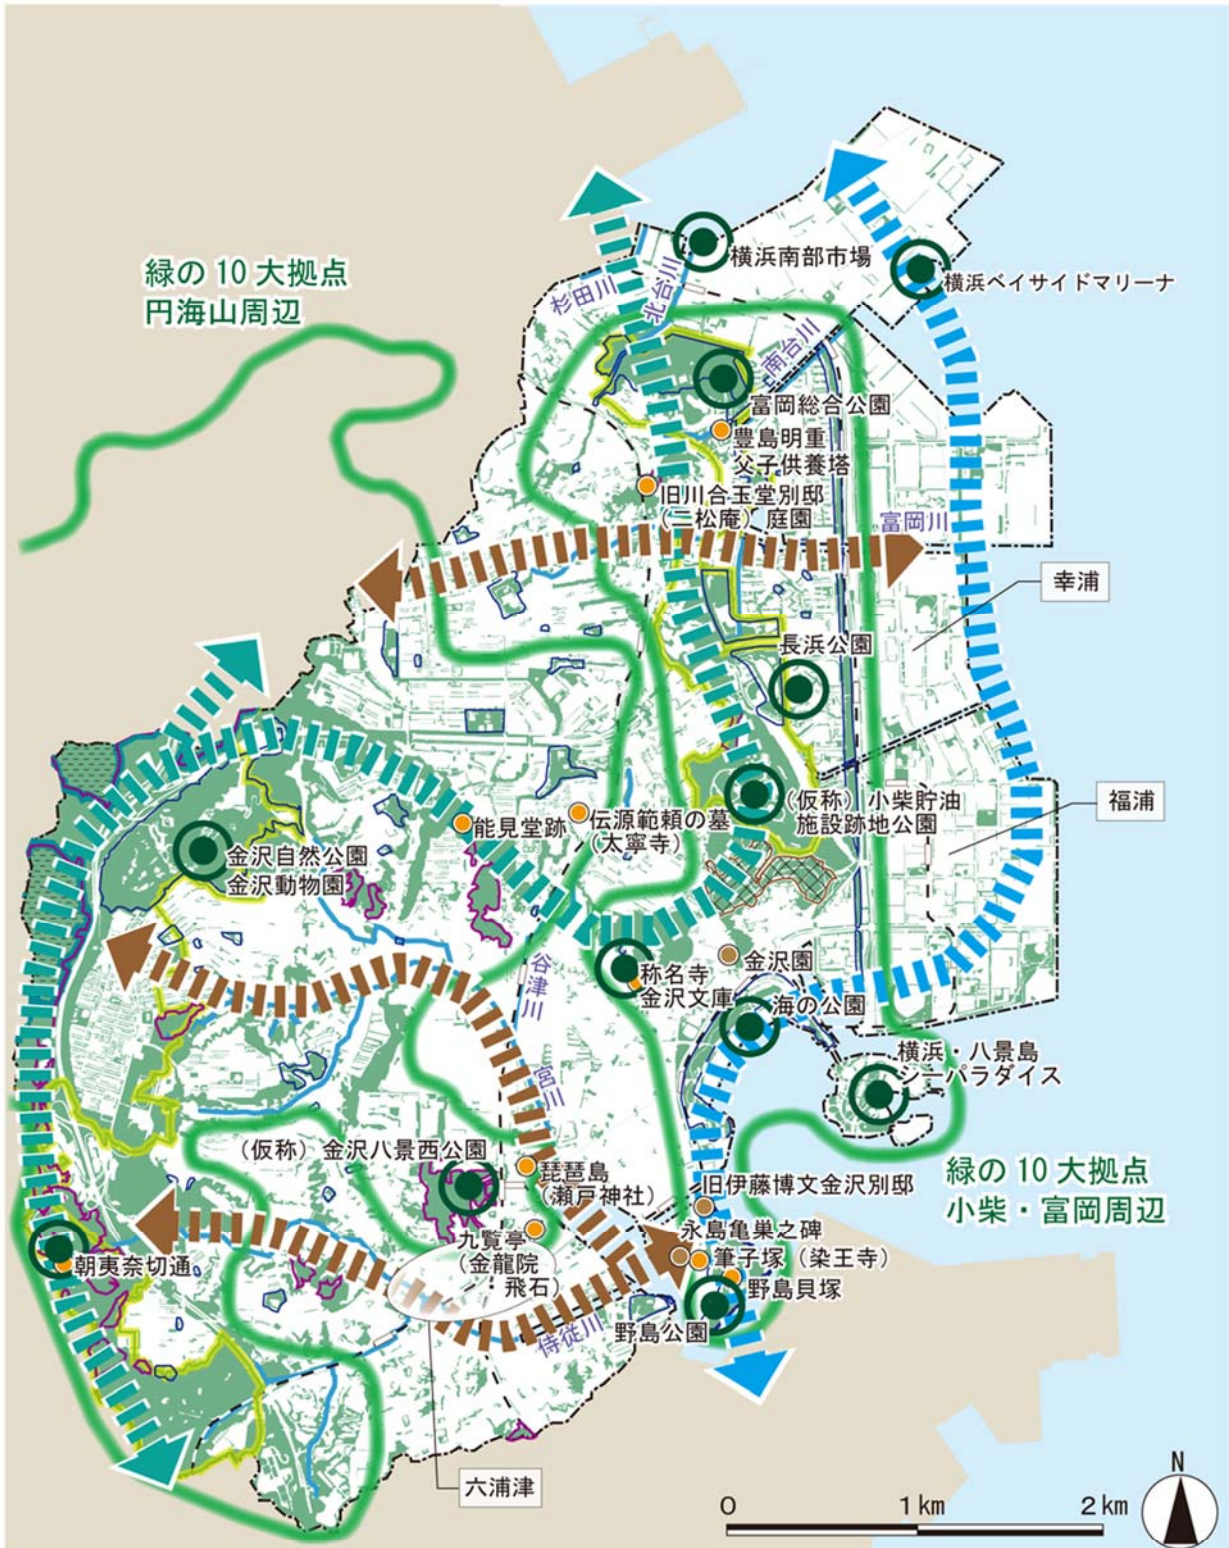 横浜南部市場
横浜ベイサイドマリーナ
緑の10大拠点
円海山周辺
杉田川
北台川
南台川
富岡総合公園
豊島明重
父子供養塔
旧川合玉堂別邸
(二松庵)庭園
富岡川
幸浦
長浜公園
(仮称)小柴貯油
施設跡地公園
福浦
能見堂跡
伝源範頼の墓
(太寧寺)
金沢自然公園
金沢動物園
谷津川
称名寺
金沢文庫
金沢園
海の公園
横浜・八景島
シーパラダイス
宮川
(仮称)金沢八景西公園
琵琶島
(瀬戸神社)
緑の10大拠点
小柴・富岡周辺
旧伊藤博文金沢別邸
永島亀巣之碑
九覧亭
(金龍院
飛石)
筆子塚(染王寺)
野島貝塚
朝夷奈切通
侍従川
野島公園
六浦津
0 1km 2km
N